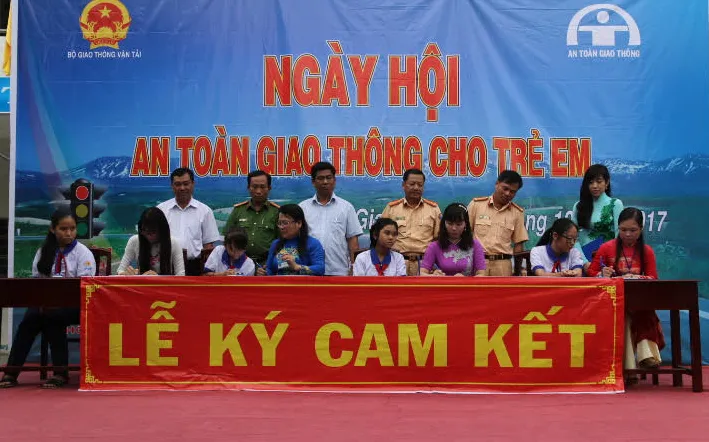 BỘ GIAO THÔNG VẬN TẢI
AN TOÀN GIAO THÔNG
NGÀY HỘI
AN TOÀN GIAO THÔNG CHO TRẺ EM
2017
LỄ KÝ CAM KẾT